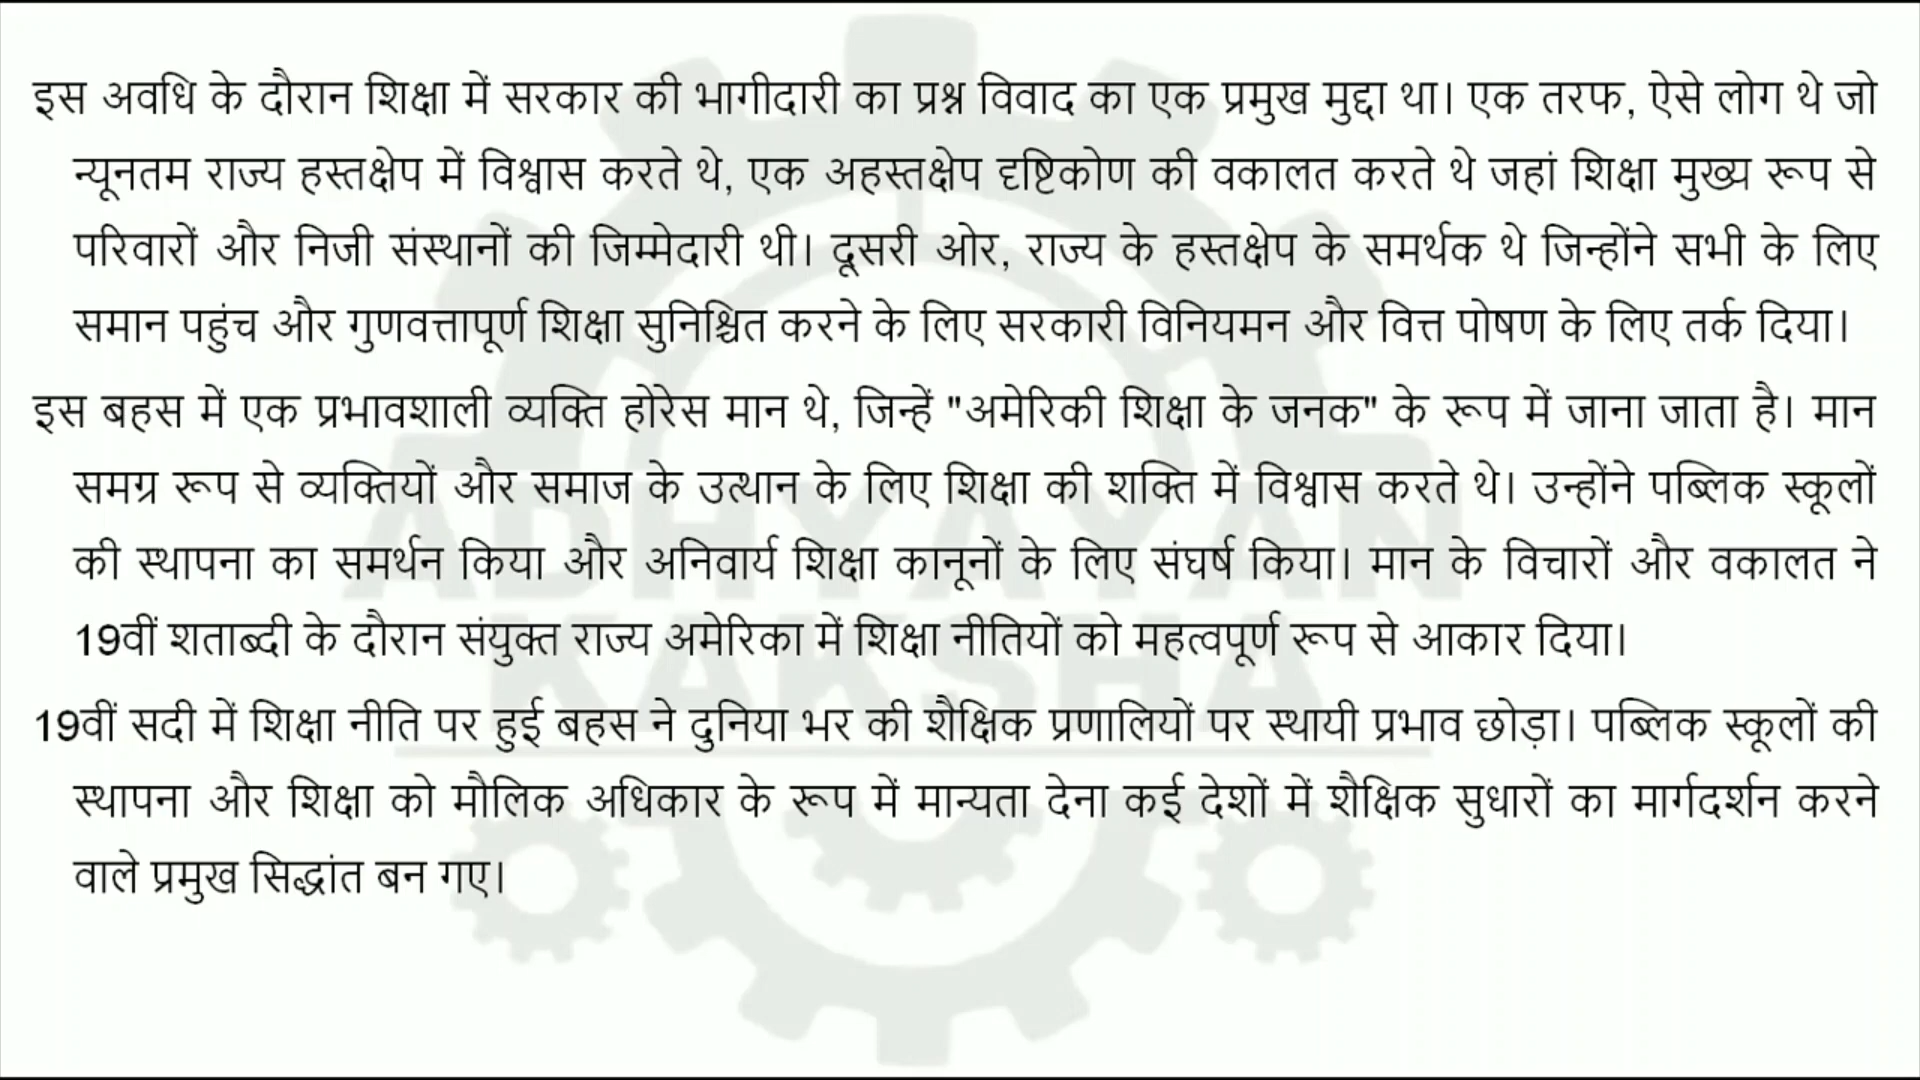 इस अवधि के दौरान शिक्षा में सरकार की भागीदारी का प्रश्न विवाद का एक प्रमुख मुद्दा था। एक तरफ, ऐसे लोग थे जो
न्यूनतम राज्य हस्तक्षेप में विश्वास करते थे, एक अहस्तक्षेप दृष्टिकोण की वकालत करते थे जहां शिक्षा मुख्य रूप से
परिवारों और निजी संस्थानों की जिम्मेदारी थी। दूसरी ओर, राज्य के हस्तक्षेप के समर्थक थे जिन्होंने सभी के लिए
समान पहुंच और गुणवत्तापूर्ण शिक्षा सुनिश्चित करने के लिए सरकारी विनियमन और वित्त पोषण के लिए तर्क दिया।
इस बहस में एक प्रभावशाली व्यक्ति होरेस मान थे, जिन्हें "अमेरिकी शिक्षा के जनक" के रूप में जाना जाता है। मान
समग्र रूप से व्यक्तियों और समाज के उत्थान के लिए शिक्षा की शक्ति में विश्वास करते थे। उन्होंने पब्लिक स्कूलों
की स्थापना का समर्थन किया और अनिवार्य शिक्षा कानूनों के लिए संघर्ष किया। मान के विचारों और वकालत ने
19वीं शताब्दी के दौरान संयुक्त राज्य अमेरिका में शिक्षा नीतियों को महत्वपूर्ण रूप से आकार दिया।
19वीं सदी में शिक्षा नीति पर हुई बहस ने दुनिया भर की शैक्षिक प्रणालियों पर स्थायी प्रभाव छोड़ा। पब्लिक स्कूलों की
स्थापना और शिक्षा को मौलिक अधिकार के रूप में मान्यता देना कई देशों में शैक्षिक सुधारों का मार्गदर्शन करने
वाले प्रमुख सिद्धांत बन गए।
ADHYAYAN
KAKSHA